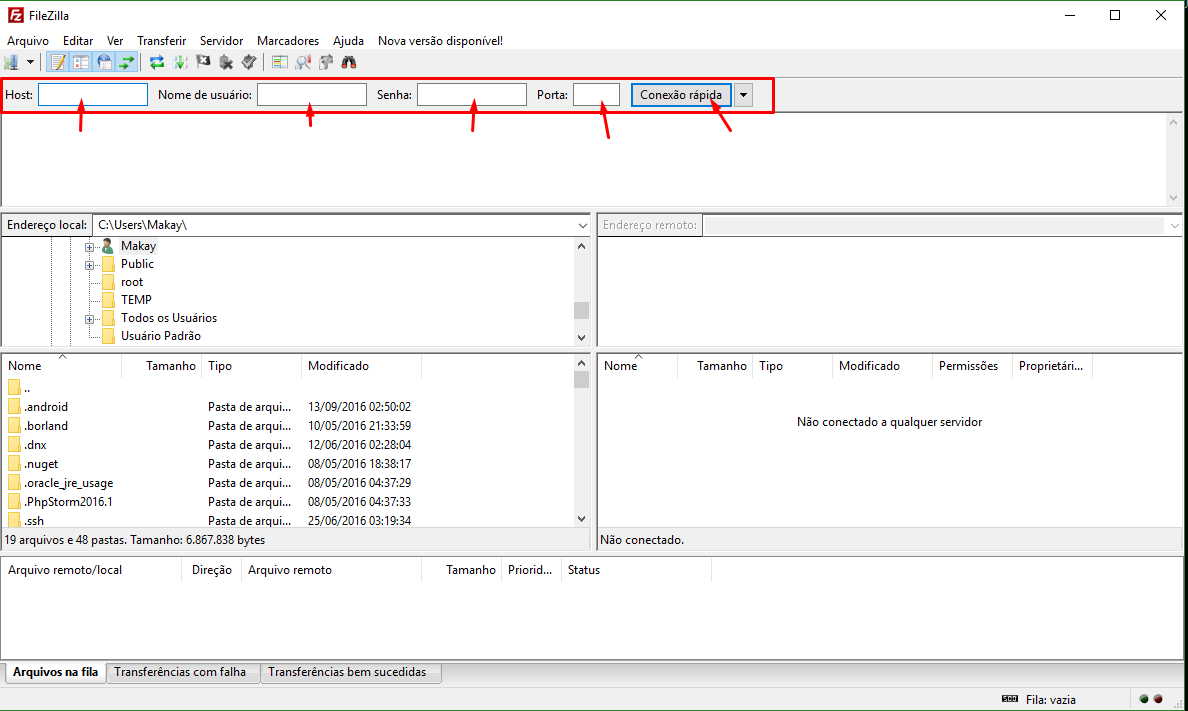 FileZilla
Arquivo Editar Ver Transferir Servidor Marcadores Ajuda Nova versão disponível!
Host: Nome de usuário: Senha: Porta: Conexão rápida
Endereço local: C:\Users\Makay\ Endereço remoto:
Makay
Public
root
TEMP
Todos os Usuários
Usuário Padrão
Nome Tamanho Tipo Modificado
..
.android Pasta de arqui... 13/09/2016 02:50:02
.borland Pasta de arqui... 10/05/2016 21:33:59
.dnx Pasta de arqui... 12/06/2016 02:28:04
.nuget Pasta de arqui... 08/05/2016 18:38:17
.oracle_jre_usage Pasta de arqui... 08/05/2016 04:37:29
.PhpStorm2016.1 Pasta de arqui... 08/05/2016 04:37:33
.ssh Pasta de arqui... 25/06/2016 03:19:34
19 arquivos e 48 pastas. Tamanho: 6.867.838 bytes
Nome Tamanho Tipo Modificado Permissões Proprietári...
Não conectado a qualquer servidor
Não conectado.
Arquivo remoto/local Direção Arquivo remoto Tamanho Priorid... Status
Arquivos na fila Transferências com falha Transferências bem sucedidas
Fila: vazia